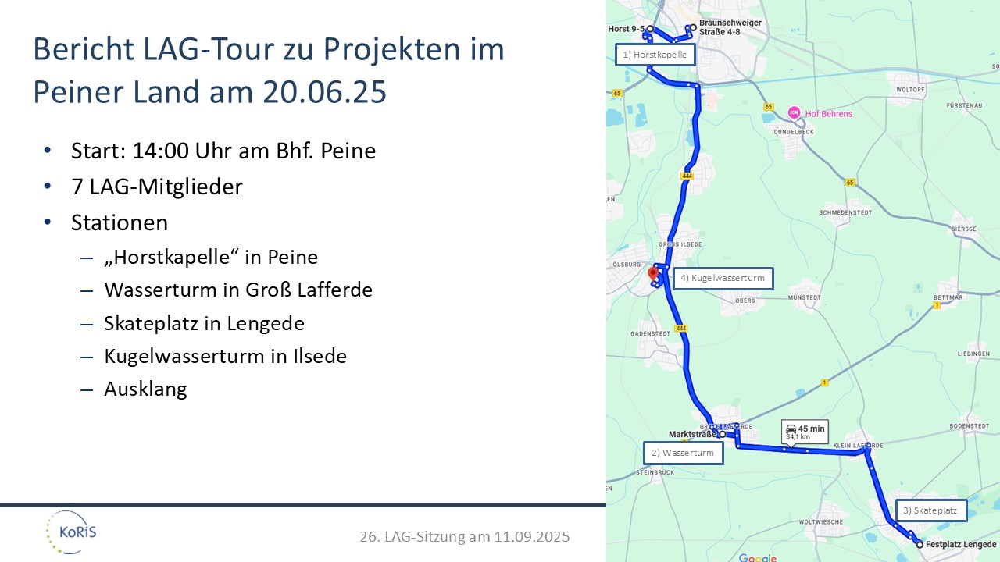 Bericht LAG-Tour zu Projekten im
Peiner Land am 20.06.25
• Start: 14:00 Uhr am Bhf. Peine
• 7 LAG-Mitglieder
• Stationen
– „Horstkapelle“ in Peine
– Wasserturm in Groß Lafferde
– Skateplatz in Lengede
– Kugelwasserturm in Ilsede
– Ausklang
KoRiS
26. LAG-Sitzung am 11.09.2025
Horst 9-5
Braunschweiger
Straße 4-8
1) Horstkapelle
65
65
WOLTORF
FÜRSTENAU
Hof Behrens
DUNGELBECK
444
65
SCHMEDENSTEDT
SIERSSE
GROSS ILSEDE
ÖLSBURG
4) Kugelwasserturm
OBERG
MÜNSTEDT
BETTMAR
1
444
GADENSTEDT
LIEDINGEN
1
Marktstraße
45 min
34,1 km
BODENSTEDT
KLEIN LAFFERDE
2) Wasserturm
STEINBRÜCK
3) Skateplatz
WOLTWIESCHE
Festplatz Lengede
Google